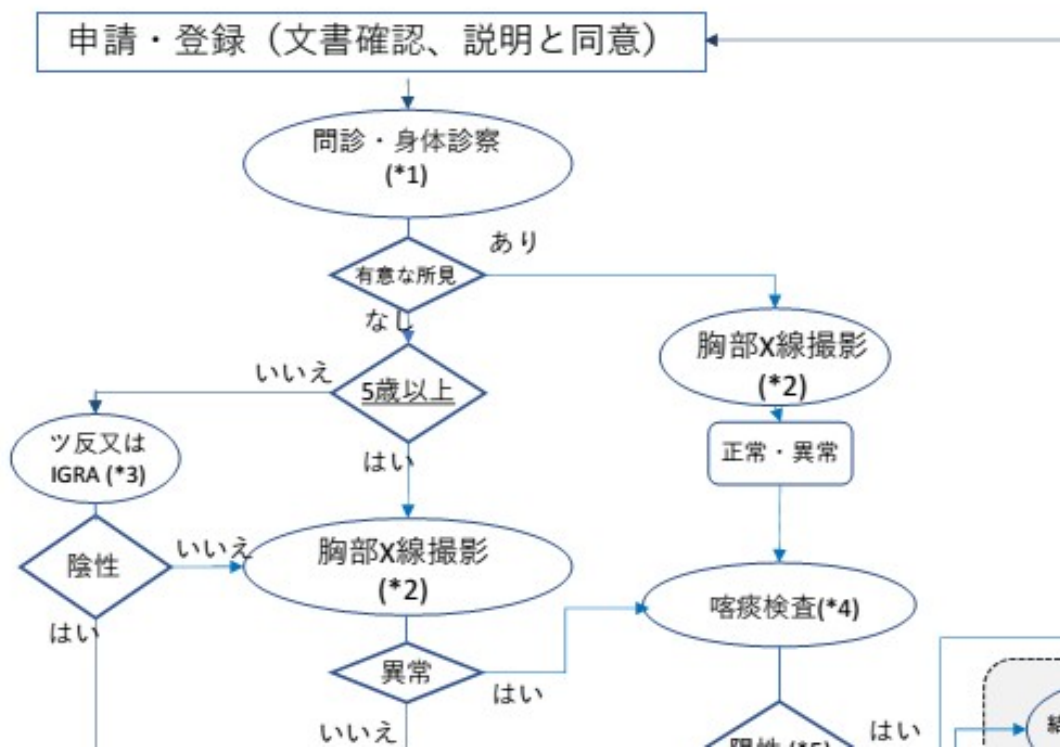 申請・登録（文書確認、説明と同意）
問診・身体診察
(*1)
あり
有意な所見
なし
胸部X線撮影
(*2)
いいえ
5歳以上
ツ反又は
IGRA (*3)
はい
正常・異常
陰性
いいえ
胸部X線撮影
(*2)
喀痰検査(*4)
はい
異常
はい
いいえ
はい